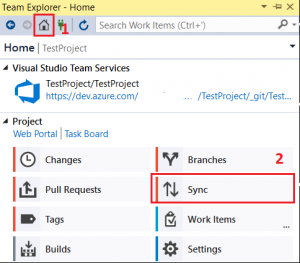 Team Explorer - Home
1
Search Work Items (Ctrl+')
Home | TestProject
Visual Studio Team Services
TestProject/TestProject
https://dev.azure.com/ /TestProject/_git/Test...
Project
Web Portal | Task Board
2
Changes
Branches
Pull Requests
Sync
Tags
Work Items
...
Builds
Settings